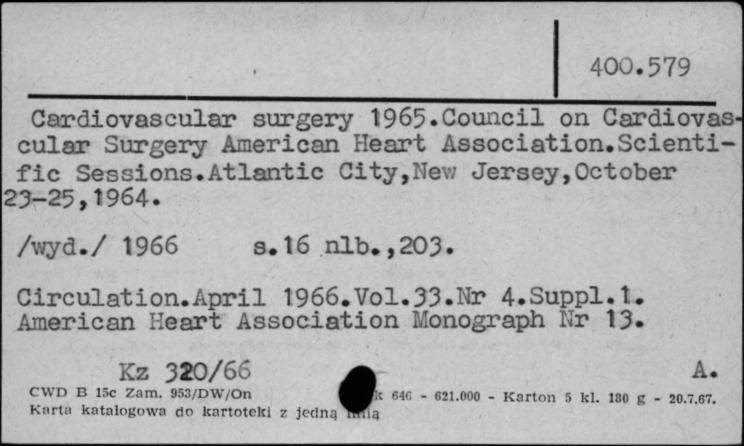 400.579
Cardiovascular surgery 1965.Council on Cardiovas-
cular Surgery American Heart Association.Scienti-
fic Sessions.Atlantic City,New Jersey,October
23-25,1964.
/wyd./ 1966 s.16 nlb.,203.
Circulation.April 1966.Vol.33.Nr 4.Suppl.1.
American Heart Association Monograph Nr 13.
Kz 320/66 A.
CWD B 15c Zam. 953/DW/On k 646 - 621.000 - Karton 5 kl. 180 g - 20.7.67.
Karta katalogowa do kartoteki z jedną